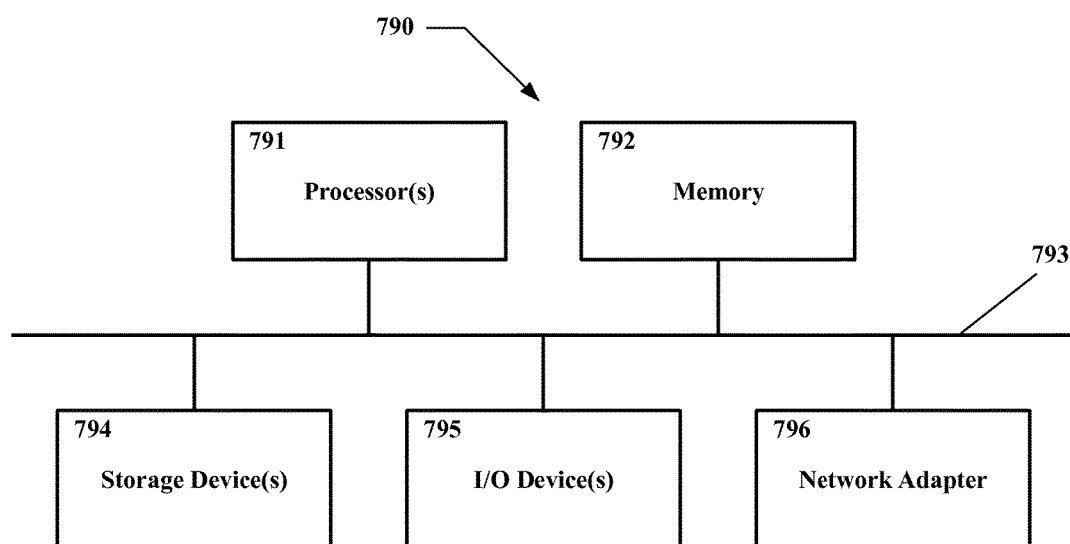 790
791
Processor(s)
792
Memory
793
794
Storage Device(s)
795
I/O Device(s)
796
Network Adapter